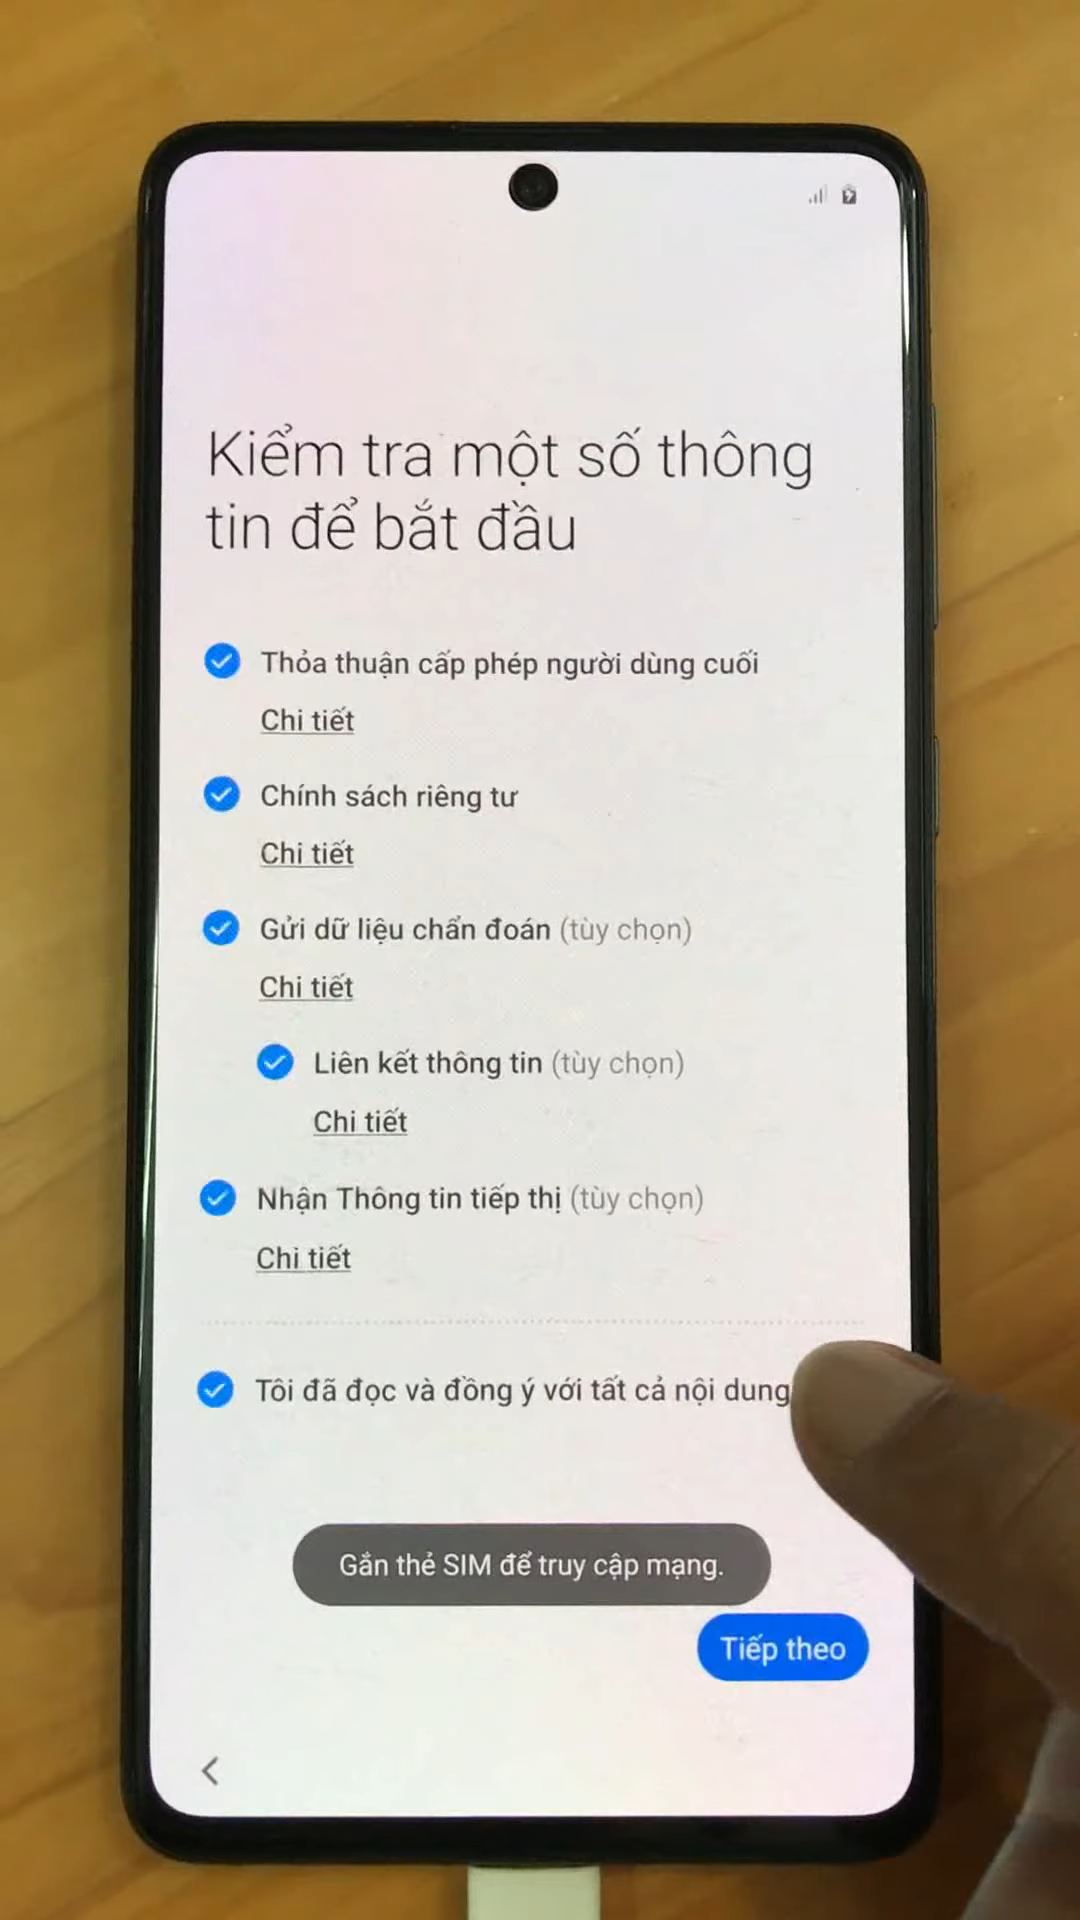 Kiểm tra một số thông
tin để bắt đầu
Thỏa thuận cấp phép người dùng cuối
Chi tiết
Chính sách riêng tư
Chi tiết
Gửi dữ liệu chẩn đoán (tùy chọn)
Chi tiết
Liên kết thông tin (tùy chọn)
Chi tiết
Nhận Thông tin tiếp thị (tùy chọn)
Chi tiết
Tôi đã đọc và đồng ý với tất cả nội dung
Gắn thẻ SIM để truy cập mạng.
Tiếp theo